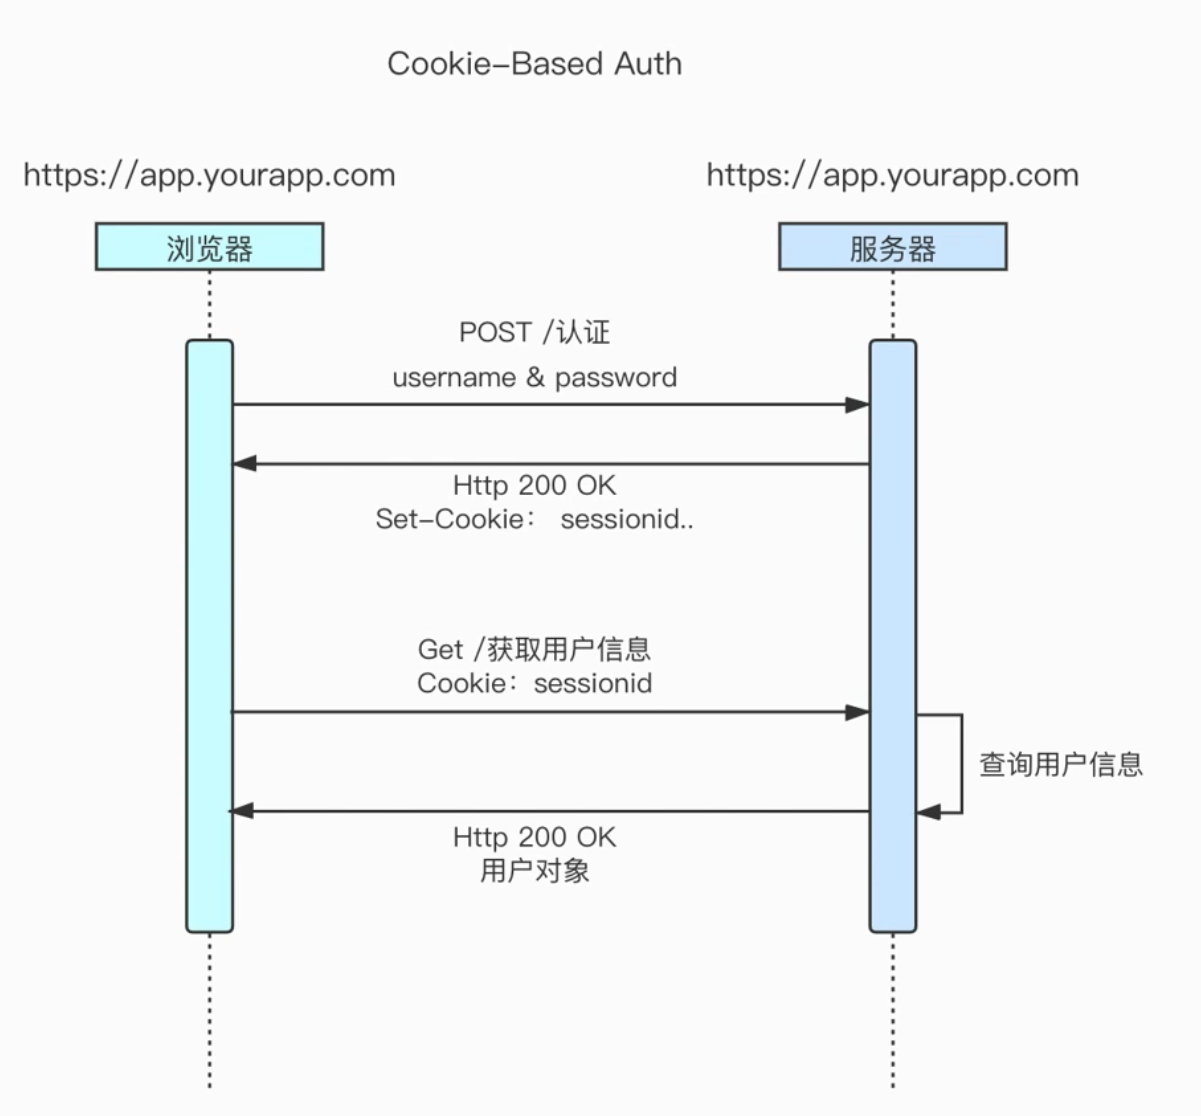 Cookie-Based Auth
https://app.yourapp.com
https://app.yourapp.com
浏览器
服务器
POST /认证
username & password
Http 200 OK
Set-Cookie： sessionid..
Get /获取用户信息
Cookie：sessionid
查询用户信息
Http 200 OK
用户对象